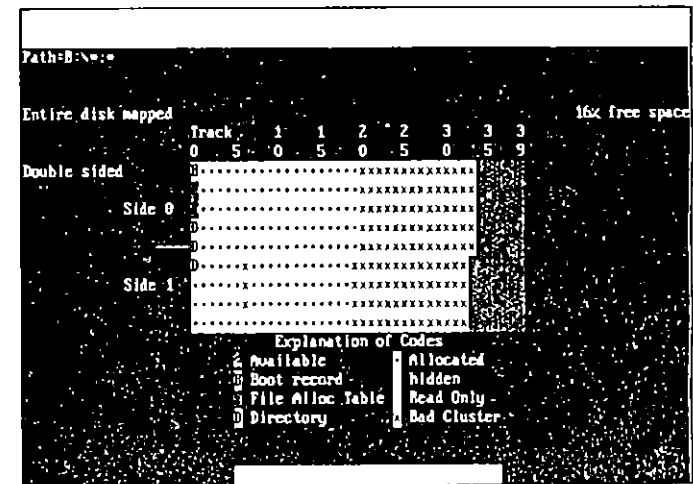 Path=B:\*.*
Entire disk mapped 16% free space
Track 1 1 2 2 3 3 3
0 5 0 5 0 5 0 5 9
Double sided
Side 0
Side 1
Explanation of Codes
Available . Allocated
B Boot record hidden
File Alloc Table Read Only
D Directory x Bad Cluster